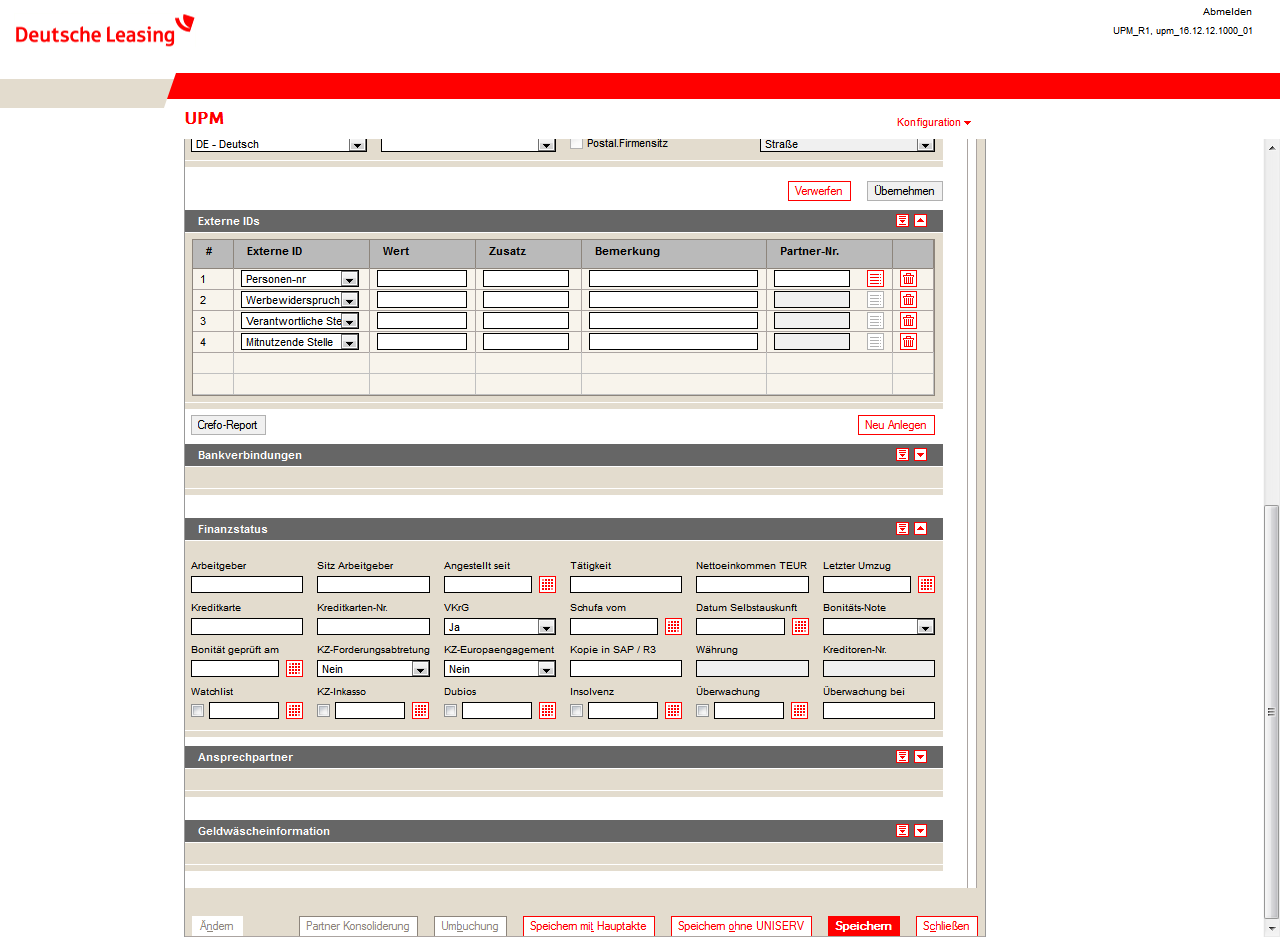 Abmelden
Deutsche Leasing
UPM_R1, upm_16.12.12.1000_01
UPM
Konfiguration
DE - Deutsch Postal.Firmensitz Straße
Verwerfen Übernehmen
Externe IDs
# Externe ID Wert Zusatz Bemerkung Partner-Nr.
1 Personen-nr
2 Werbewiderspruch
3 Verantwortliche Ste
4 Mitnutzende Stelle
Crefo-Report Neu Anlegen
Bankverbindungen
Finanzstatus
Arbeitgeber Sitz Arbeitgeber Angestellt seit Tätigkeit Nettoeinkommen TEUR Letzter Umzug
Kreditkarte Kreditkarten-Nr. VKrG Schufa vom Datum Selbstauskunft Bonitäts-Note
Ja
Bonität geprüft am KZ-Forderungsabtretung KZ-Europaengagement Kopie in SAP / R3 Währung Kreditoren-Nr.
Nein Nein
Watchlist KZ-Inkasso Dubios Insolvenz Überwachung Überwachung bei
Ansprechpartner
Geldwäscheinformation
Ändern Partner Konsolidierung Umbuchung Speichern mit Hauptakte Speichern ohne UNISERV Speichern Schließen